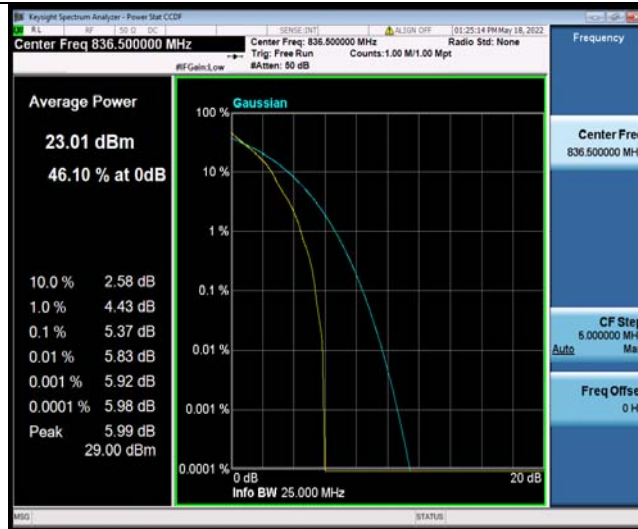 Keysight Spectrum Analyzer - Power Stat CCDF
RL RF 50 Ω DC SENSE:INT ALIGN OFF 01:25:14 PM May 18, 2022
Center Freq 836.500000 MHz
Center Freq: 836.500000 MHz Radio Std: None
Trig: Free Run Counts:1.00 M/1.00 Mpt
#IFGain:Low #Atten: 50 dB
Frequency
Average Power
23.01 dBm
46.10 % at 0dB
10.0 % 2.58 dB
1.0 % 4.43 dB
0.1 % 5.37 dB
0.01 % 5.83 dB
0.001 % 5.92 dB
0.0001 % 5.98 dB
Peak 5.99 dB
29.00 dBm
Gaussian
100 %
10 %
1 %
0.1 %
0.01 %
0.001 %
0.0001 %
0 dB 20 dB
Info BW 25.000 MHz
Center Fre
836.500000 MH
CF Step
5.000000 MH
Auto Ma
Freq Offse
0 H
MSG STATUS